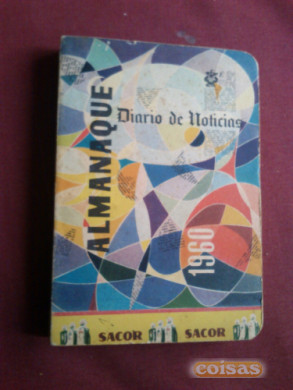 ALMANAQUE
Diario de Noticias
1960
SACOR SACOR
coisas